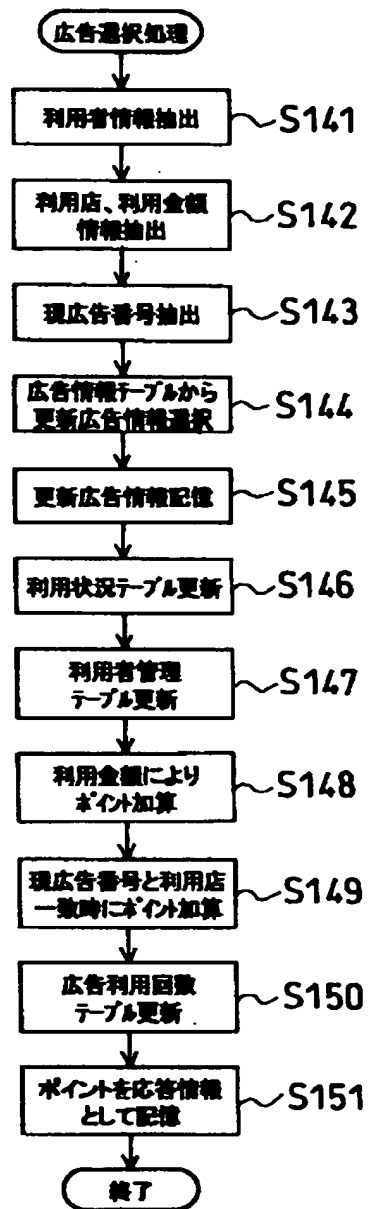 広告選択処理
利用者情報抽出
S141
利用店、利用金額
情報抽出
S142
現広告番号抽出
S143
広告情報テーブルから
更新広告情報選択
S144
更新広告情報記憶
S145
利用状況テーブル更新
S146
利用者管理
テーブル更新
S147
利用金額により
ポイント加算
S148
現広告番号と利用店
一致時にポイント加算
S149
広告利用回数
テーブル更新
S150
ポイントを応答情報
として記憶
S151
終了